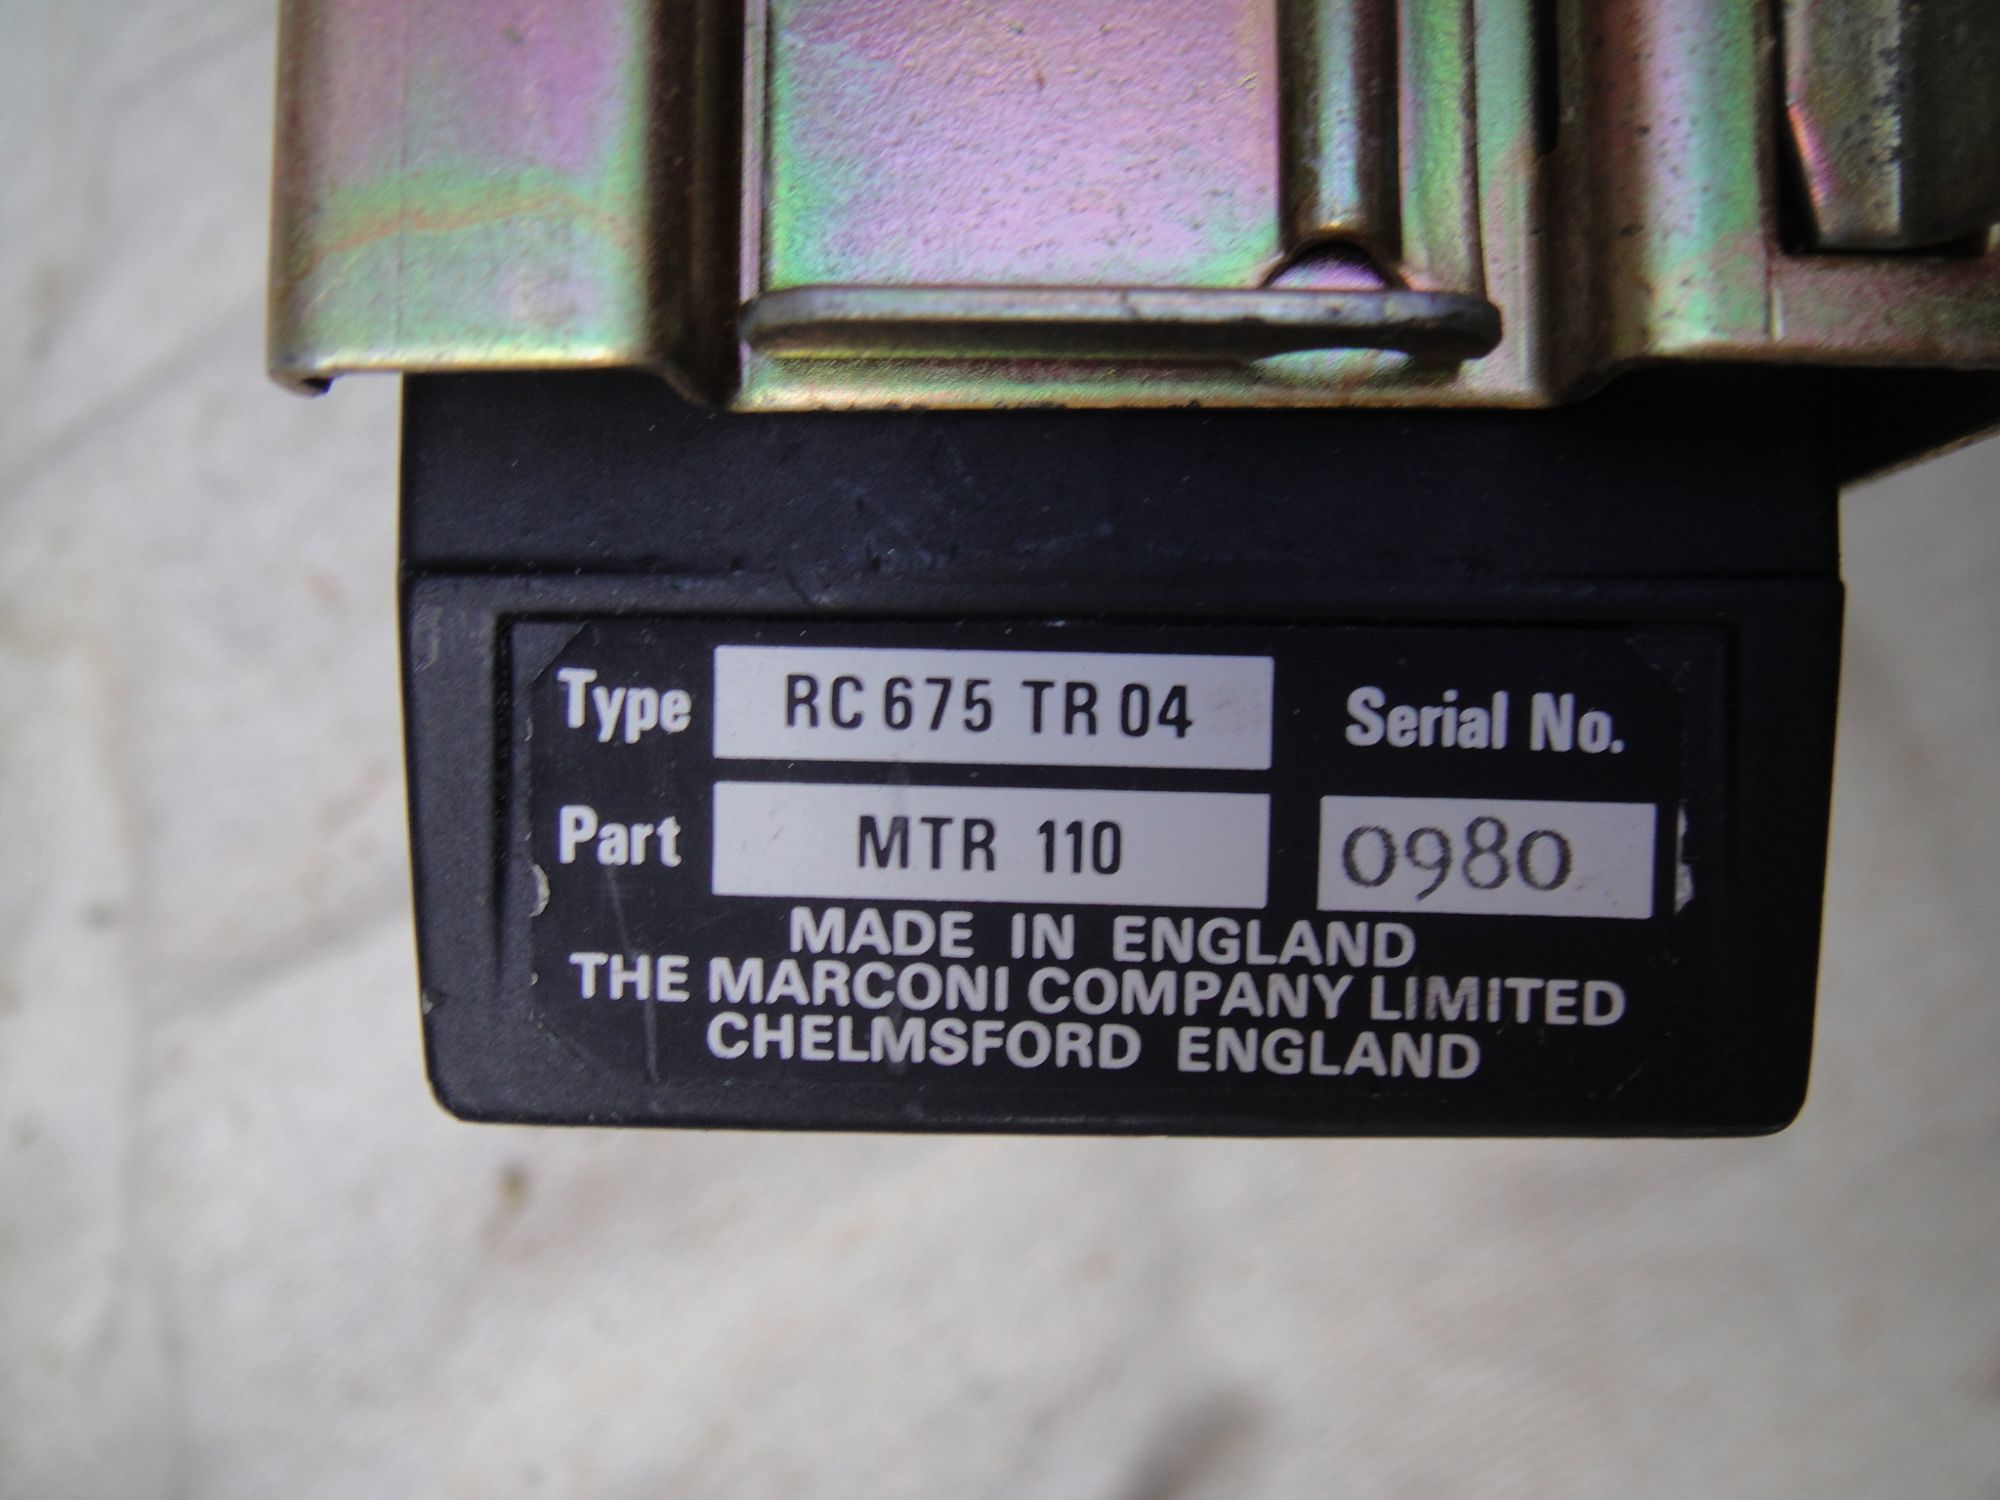 Type RC 675 TR 04 Serial No.
Part MTR 110 0980
MADE IN ENGLAND
THE MARCONI COMPANY LIMITED
CHELMSFORD ENGLAND